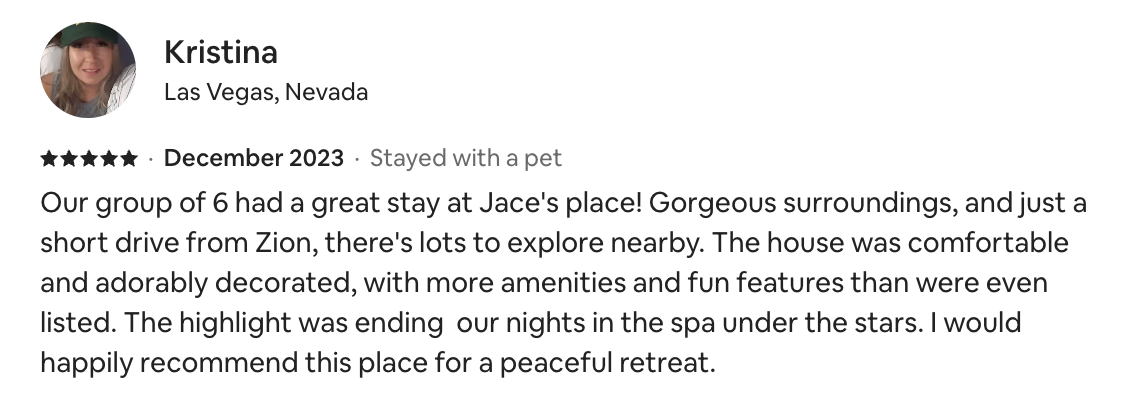 Kristina
Las Vegas, Nevada
★★★★★ · December 2023 · Stayed with a pet
Our group of 6 had a great stay at Jace's place! Gorgeous surroundings, and just a
short drive from Zion, there's lots to explore nearby. The house was comfortable
and adorably decorated, with more amenities and fun features than were even
listed. The highlight was ending  our nights in the spa under the stars. I would
happily recommend this place for a peaceful retreat.